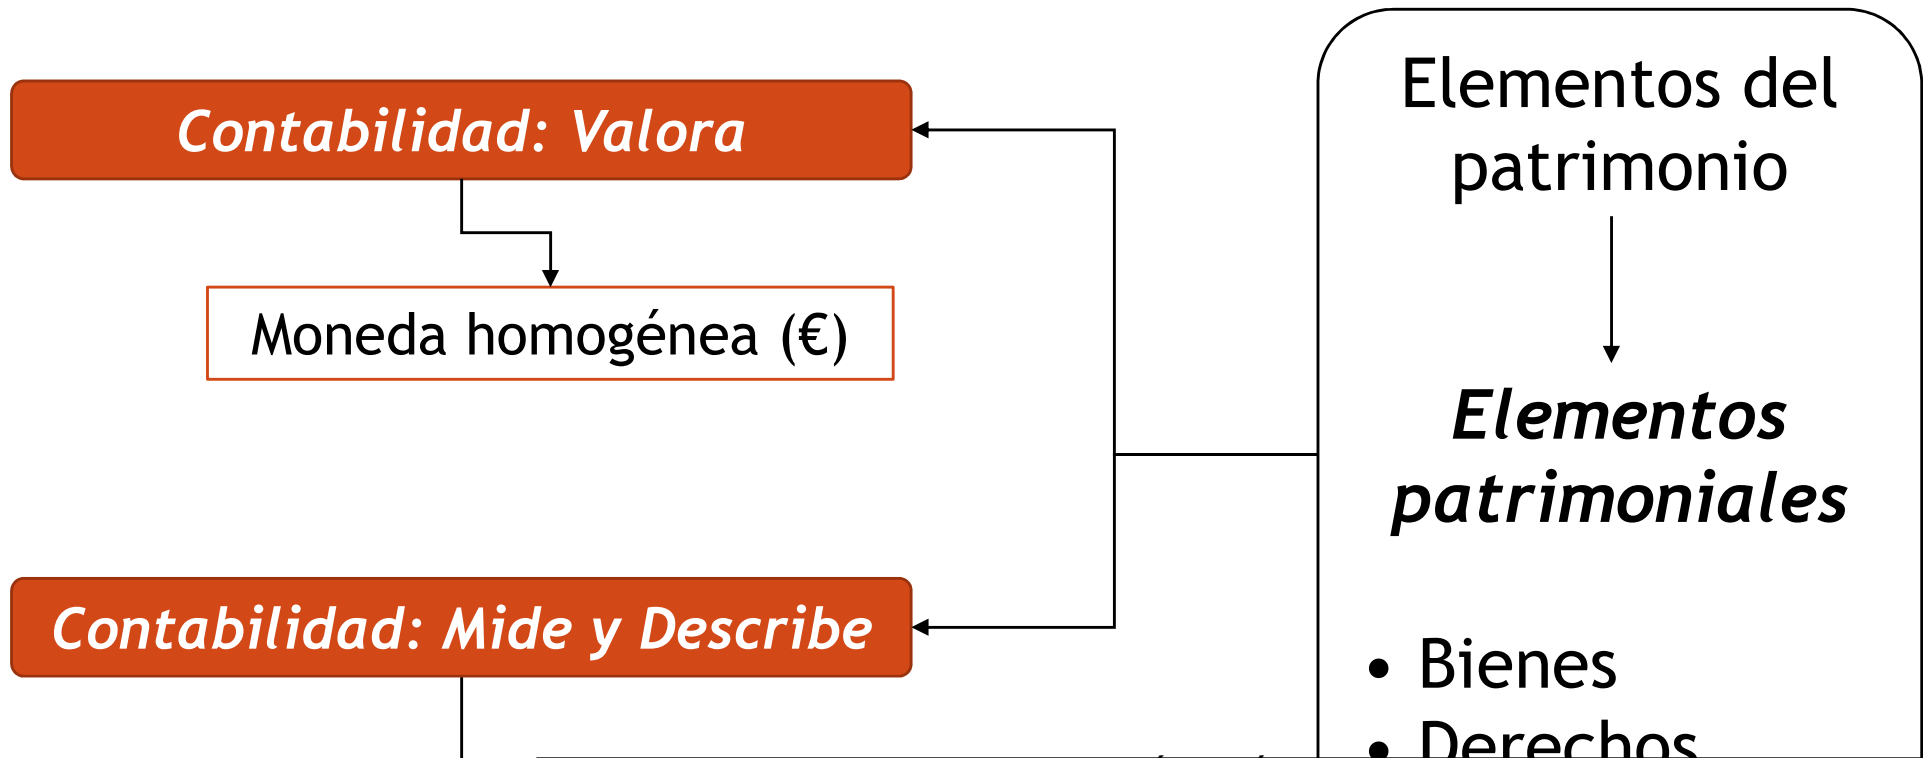 Contabilidad: Valora
Moneda homogénea (€)
Contabilidad: Mide y Describe
Elementos del
patrimonio
Elementos
patrimoniales
• Bienes
• Derechos